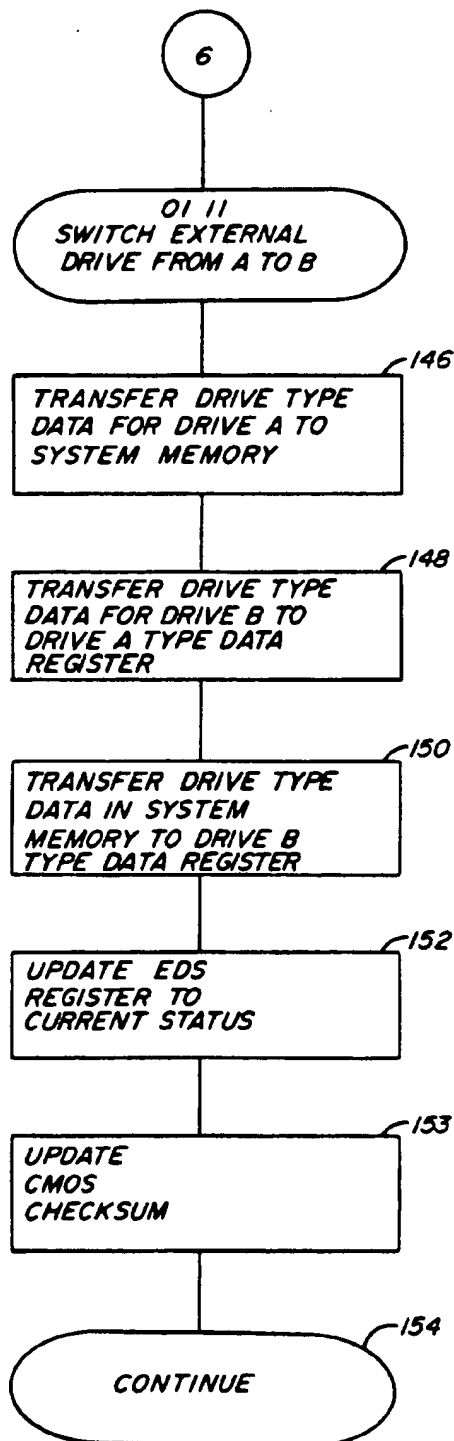 6
01 11
SWITCH EXTERNAL
DRIVE FROM A TO B
146
TRANSFER DRIVE TYPE
DATA FOR DRIVE A TO
SYSTEM MEMORY
148
TRANSFER DRIVE TYPE
DATA FOR DRIVE B TO
DRIVE A TYPE DATA
REGISTER
150
TRANSFER DRIVE TYPE
DATA IN SYSTEM
MEMORY TO DRIVE B
TYPE DATA REGISTER
152
UPDATE EDS
REGISTER TO
CURRENT STATUS
153
UPDATE
CMOS
CHECKSUM
154
CONTINUE